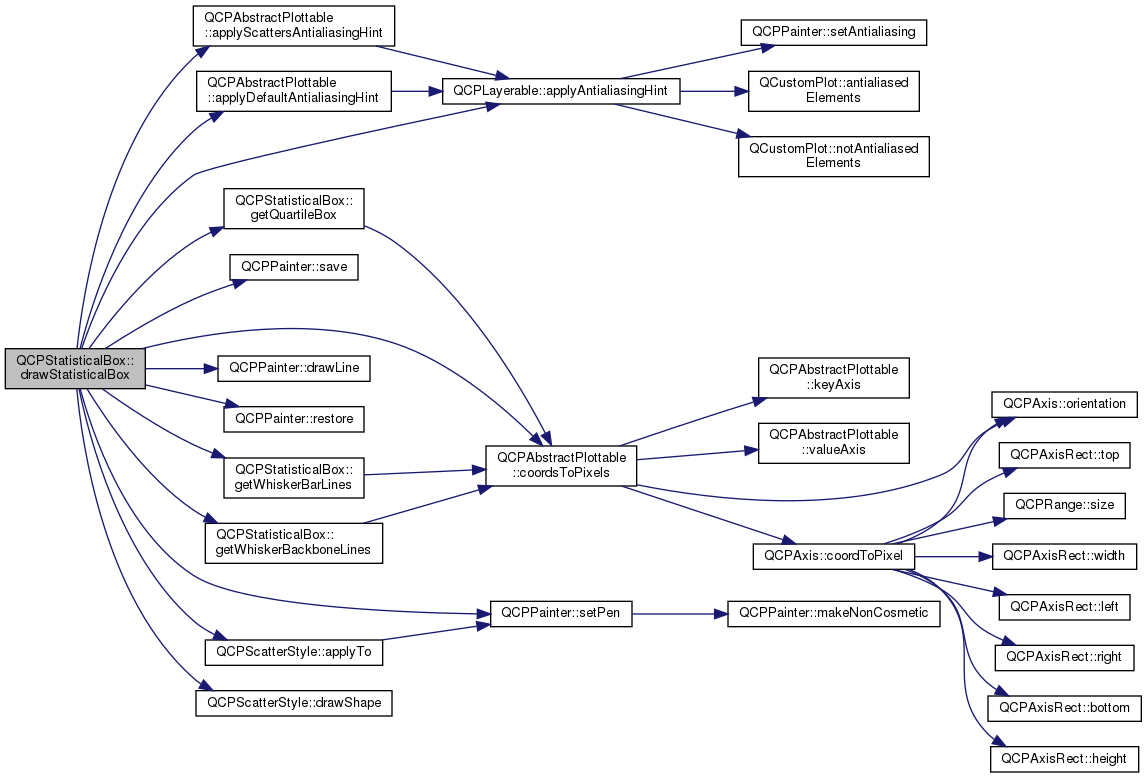 QCPStatisticalBox::
drawStatisticalBox
QCPAbstractPlottable
::applyScattersAntialiasingHint
QCPAbstractPlottable
::applyDefaultAntialiasingHint
QCPStatisticalBox::
getQuartileBox
QCPPainter::save
QCPPainter::drawLine
QCPPainter::restore
QCPStatisticalBox::
getWhiskerBarLines
QCPStatisticalBox::
getWhiskerBackboneLines
QCPScatterStyle::applyTo
QCPScatterStyle::drawShape
QCPLayerable::applyAntialiasingHint
QCPAbstractPlottable
::coordsToPixels
QCPPainter::setPen
QCPPainter::setAntialiasing
QCustomPlot::antialiased
Elements
QCustomPlot::notAntialiased
Elements
QCPAbstractPlottable
::keyAxis
QCPAbstractPlottable
::valueAxis
QCPAxis::coordToPixel
QCPPainter::makeNonCosmetic
QCPAxis::orientation
QCPAxisRect::top
QCPRange::size
QCPAxisRect::width
QCPAxisRect::left
QCPAxisRect::right
QCPAxisRect::bottom
QCPAxisRect::height